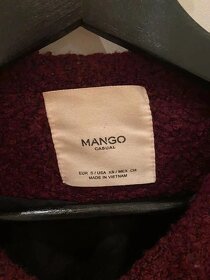 MANGO
CASUAL
EUR S / USA XS / MEX CH
MADE IN VIETNAM